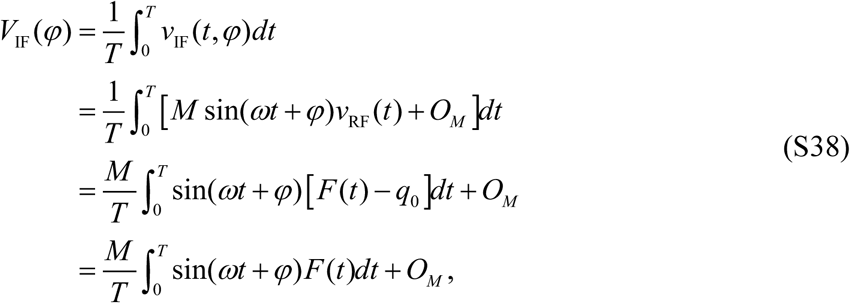 V_IF(φ) = 1/T ∫_0^T v_IF(t,φ)dt
= 1/T ∫_0^T [M sin(ωt + φ)v_RF(t) + O_M]dt
(S38)
= M/T ∫_0^T sin(ωt + φ)[F(t) − q_0]dt + O_M
= M/T ∫_0^T sin(ωt + φ)F(t)dt + O_M ,